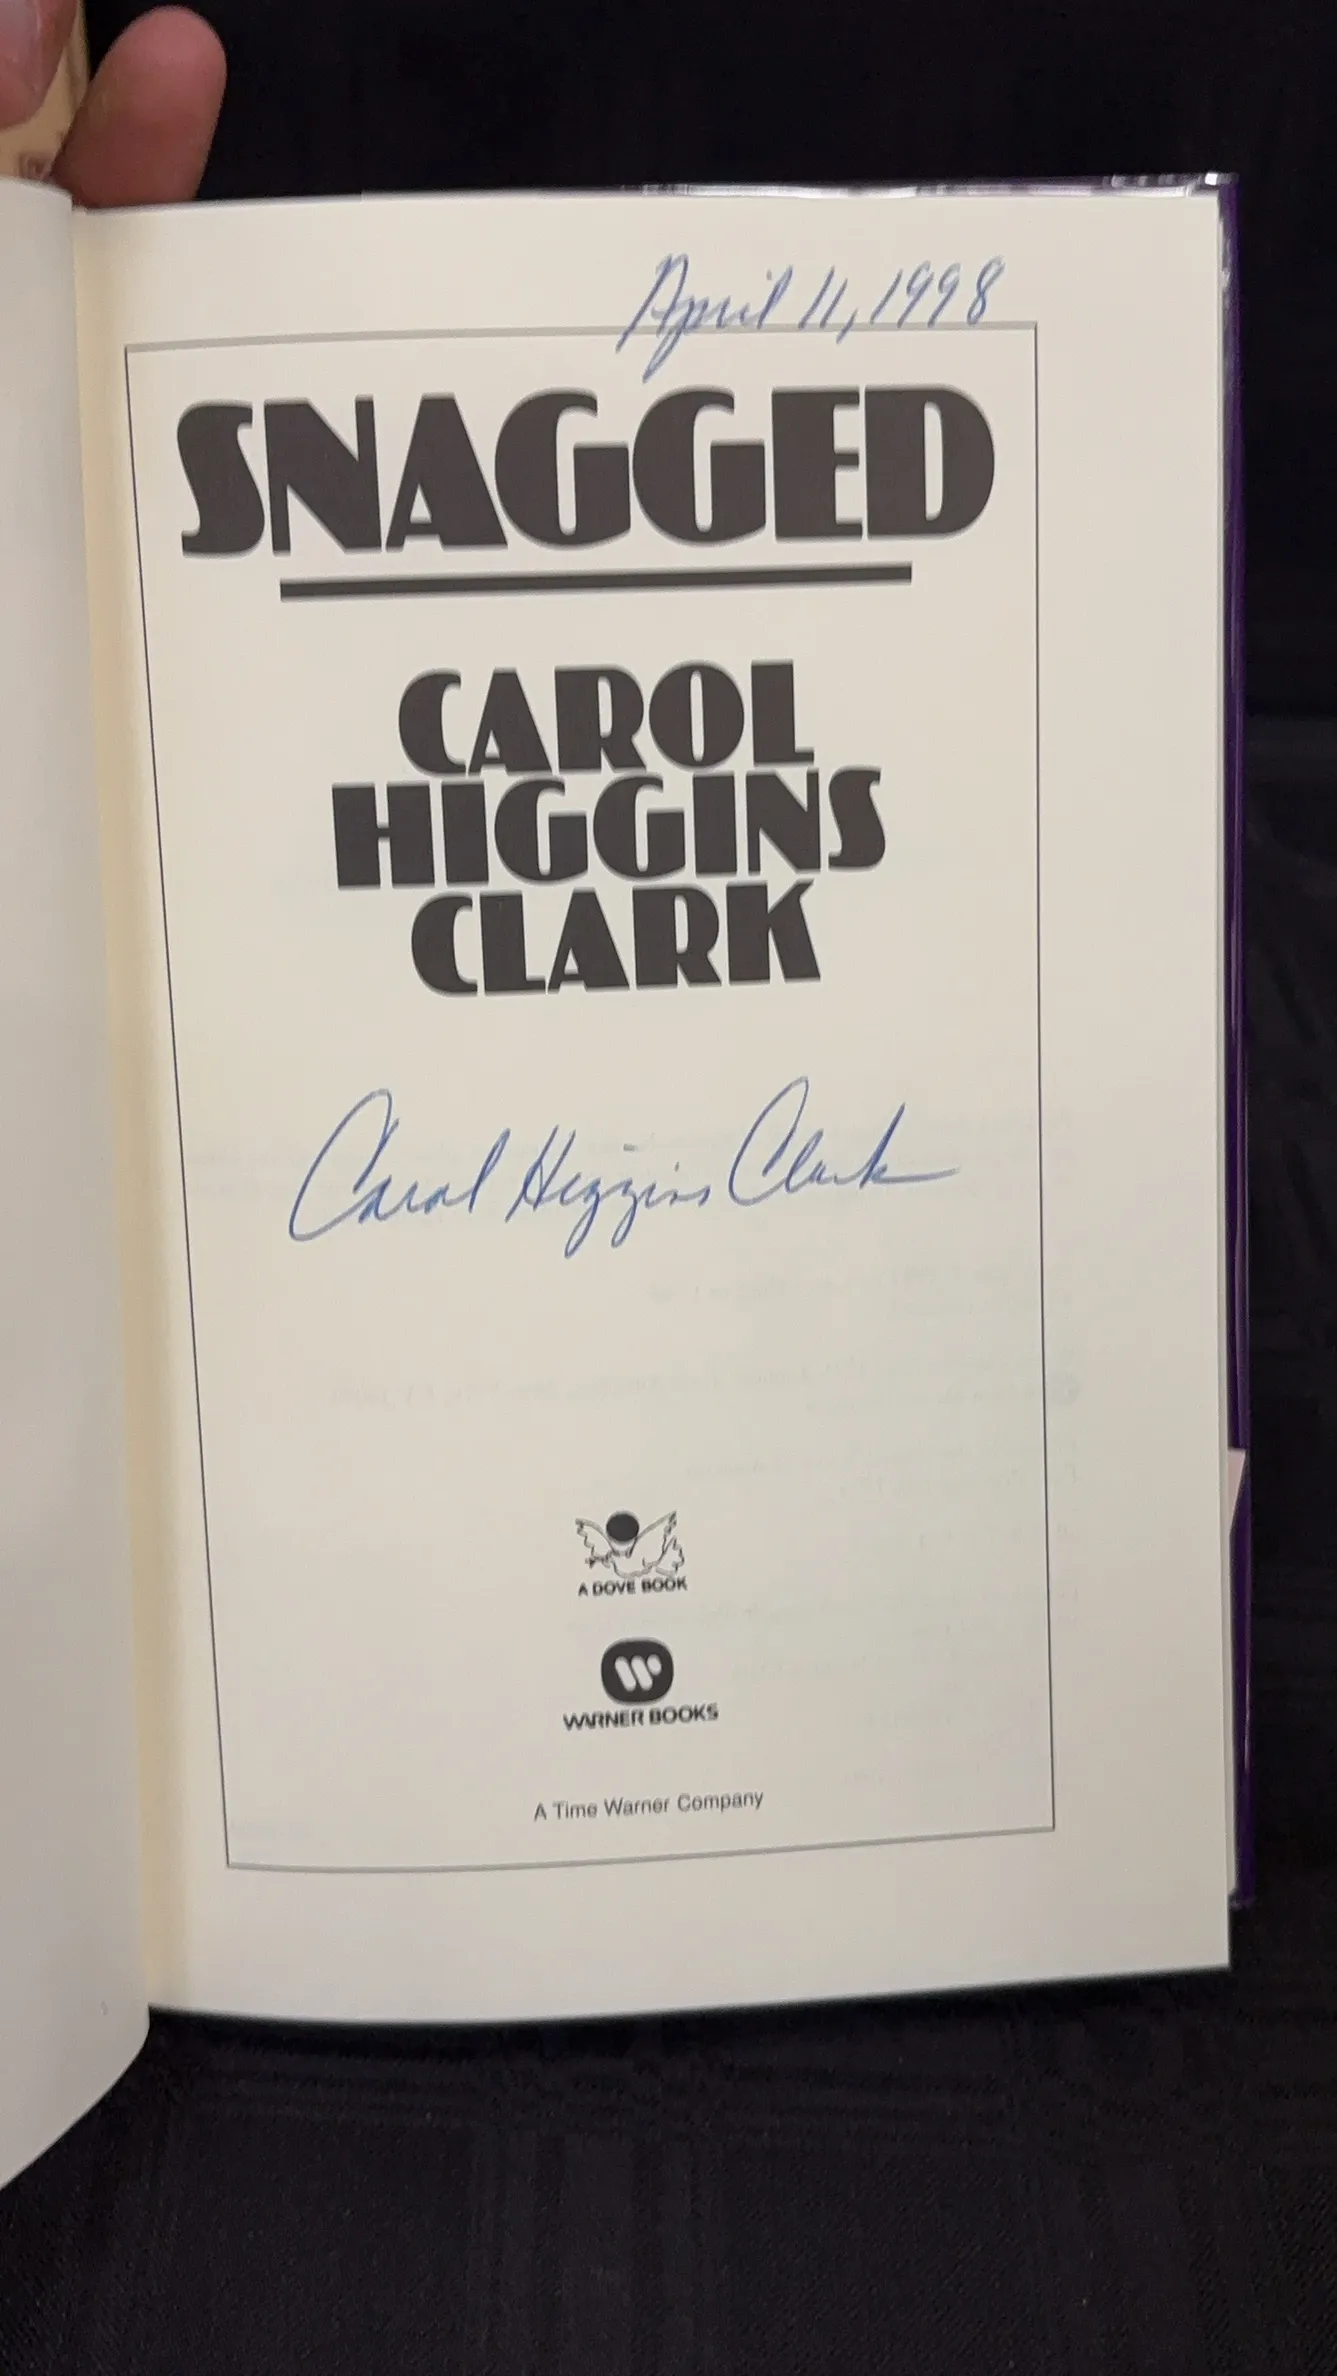 April 11, 1998
SNAGGED
CAROL
HIGGINS
CLARK
Carol Higgins Clark
A DOVE BOOK
WARNER BOOKS
A Time Warner Company